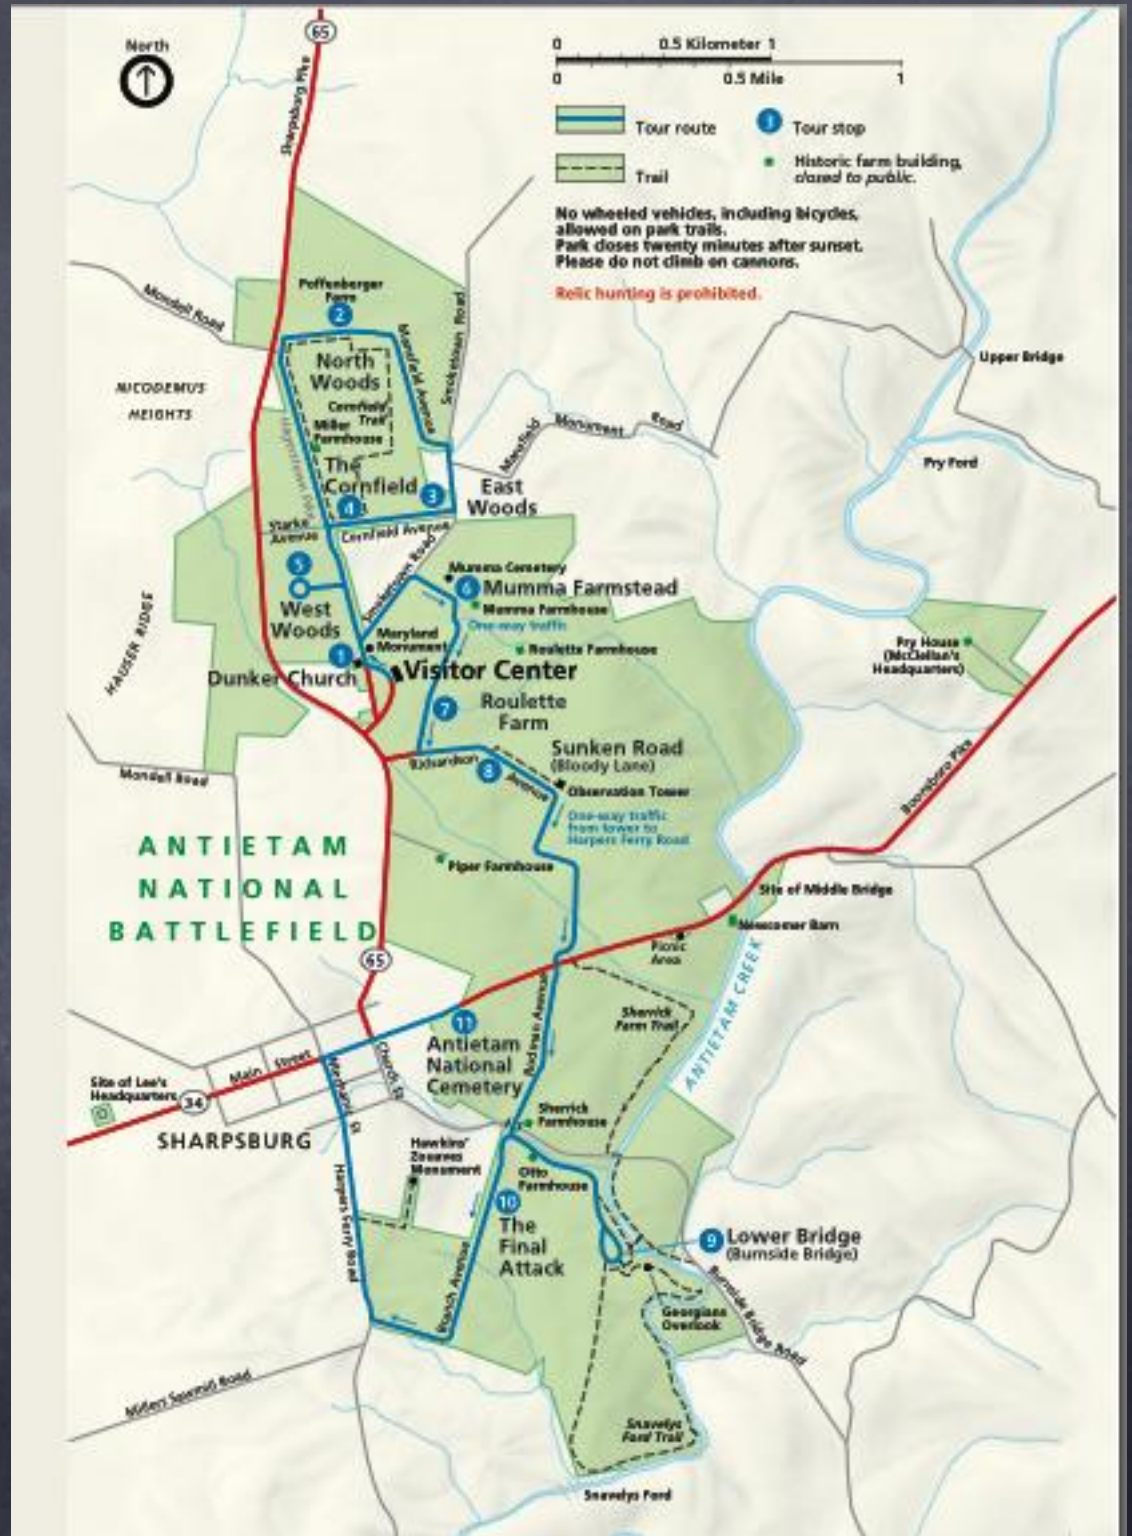 65
North
Sharpsburg Pike
0 0.5 Kilometer 1
0 0.5 Mile 1
Tour route
1 Tour stop
Trail
Historic farm building,
closed to public.
No wheeled vehicles, including bicycles,
allowed on park trails.
Park closes twenty minutes after sunset.
Please do not climb on cannons.
Relic hunting is prohibited.
Mondell Road
Poffenberger
Farm
2
Mansfield Avenue
Smoketown Road
North
Woods
NICODEMUS
HEIGHTS
Cornfield
Trail
Miller
Farmhouse
Hagerstown Pike
Mansfield Monument Road
Upper Bridge
Pry Ford
The
Cornfield
3
4
East
Woods
Starke
Avenue
Cornfield Avenue
Smoketown Road
5
West
Woods
Mumma Cemetery
6 Mumma Farmstead
Mumma Farmhouse
One-way traffic
HAUSER RIDGE
Maryland
Monument
Roulette Farmhouse
Pry House
(McClellan's
Headquarters)
1
Dunker Church
Visitor Center
7 Roulette
Farm
Richardson Avenue
8
Sunken Road
(Bloody Lane)
Observation Tower
One-way traffic
from tower to
Harpers Ferry Road
Mondell Road
Boonsboro Pike
ANTIETAM
NATIONAL
BATTLEFIELD
Piper Farmhouse
Site of Middle Bridge
Newcomer Barn
Picnic
Area
65
ANTIETAM CREEK
Sherrick
Farm Trail
Rodman Avenue
11
Antietam
National
Cemetery
Church St
Main Street
Mechanic St
Site of Lee's
Headquarters
34
SHARPSBURG
Sherrick
Farmhouse
Hawkins'
Zouaves
Monument
Otto
Farmhouse
Harpers Ferry Road
10
The
Final
Attack
9 Lower Bridge
(Burnside Bridge)
Branch Avenue
Burnside Bridge Road
Georgians
Overlook
Millers Sawmill Road
Snavelys
Ford Trail
Snavelys Ford